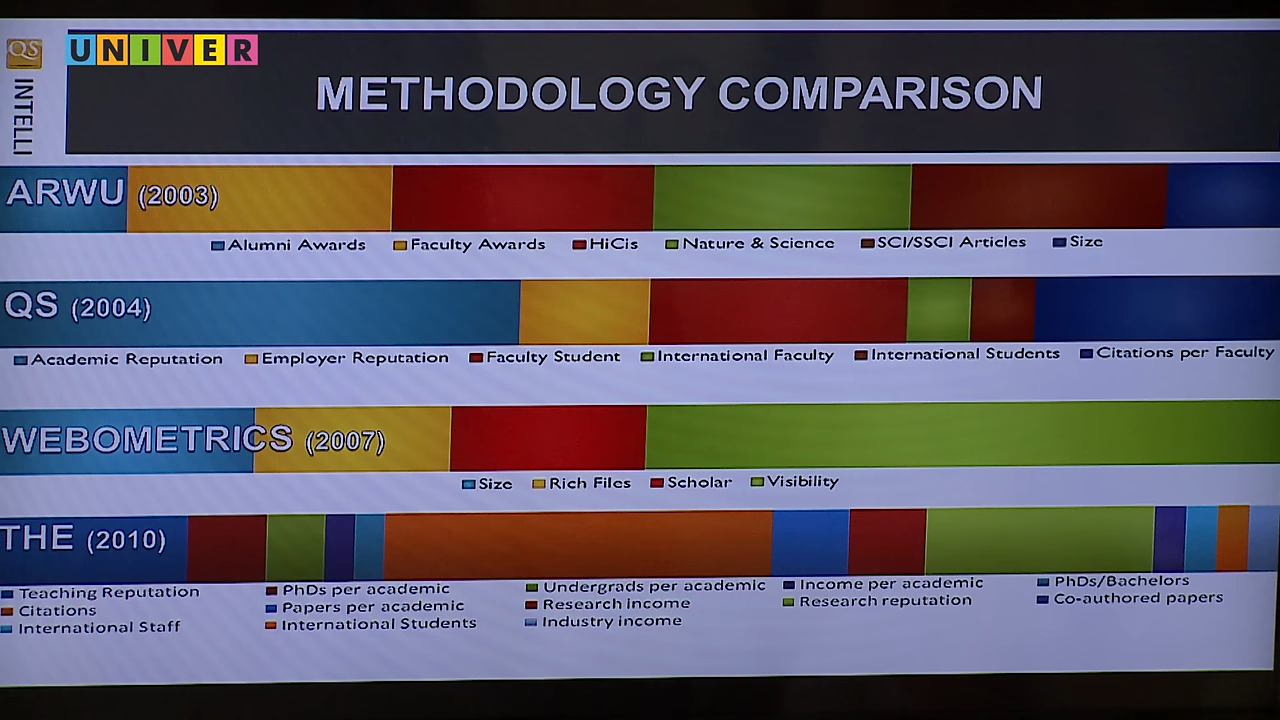 QS
UNIVER
INTELLI
METHODOLOGY COMPARISON
ARWU (2003)
Alumni Awards Faculty Awards HiCis Nature & Science SCI/SSCI Articles Size
QS (2004)
Academic Reputation Employer Reputation Faculty Student International Faculty International Students Citations per Faculty
WEBOMETRICS (2007)
Size Rich Files Scholar Visibility
THE (2010)
Teaching Reputation PhDs per academic Undergrads per academic Income per academic PhDs/Bachelors
Citations Papers per academic Research income Research reputation Co-authored papers
International Staff International Students Industry income